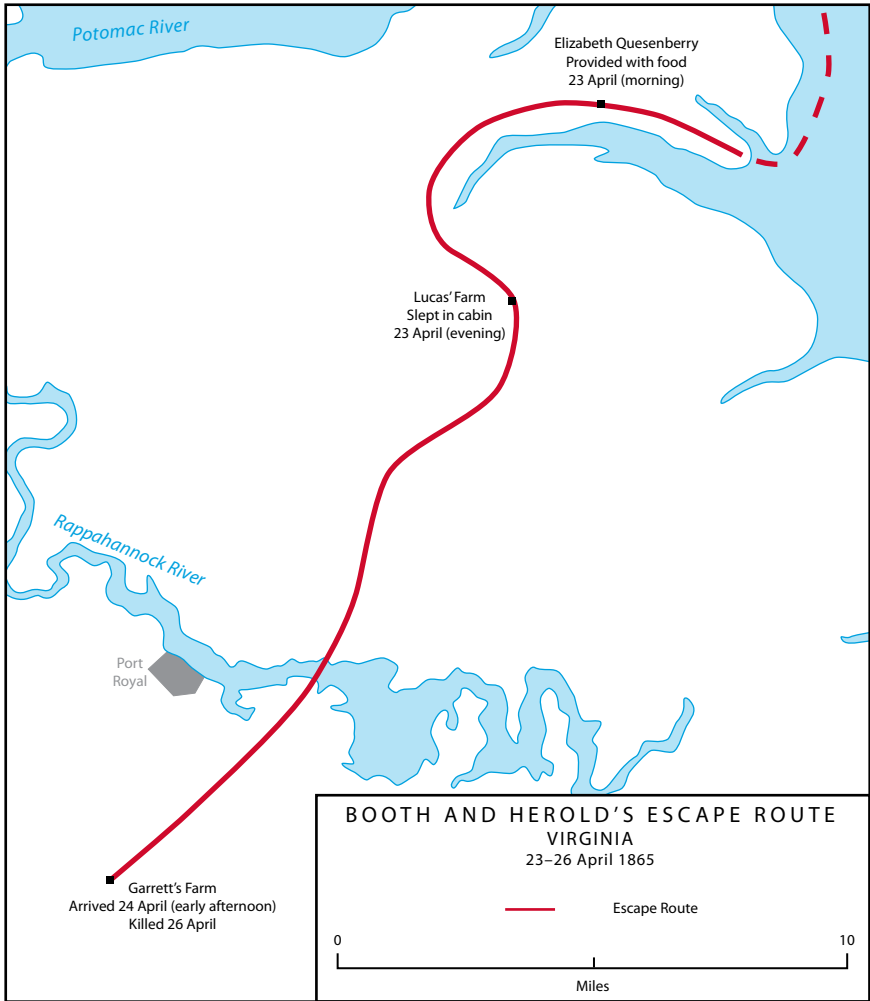 Potomac River
Elizabeth Quesenberry
Provided with food
23 April (morning)
Lucas' Farm
Slept in cabin
23 April (evening)
Rappahannock River
Port
Royal
Garrett's Farm
Arrived 24 April (early afternoon)
Killed 26 April
BOOTH AND HEROLD'S ESCAPE ROUTE
VIRGINIA
23–26 April 1865
Escape Route
0 10
Miles